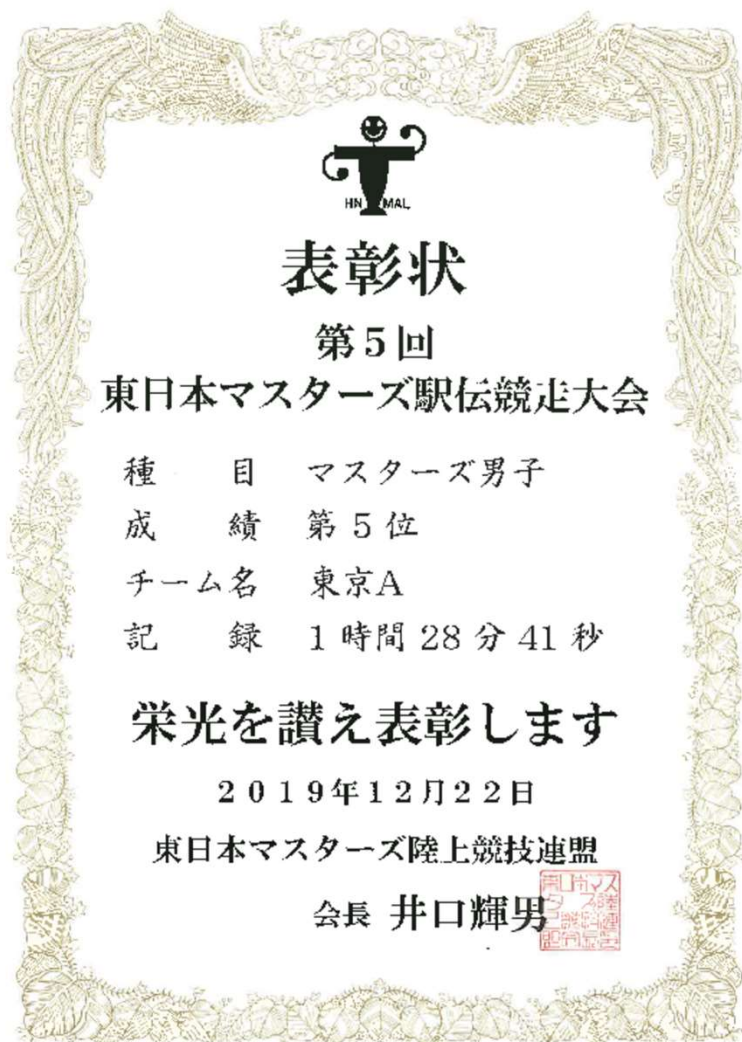 HN MAL
表彰状
第5回
東日本マスターズ駅伝競走大会
種 目 マスターズ男子
成 績 第5位
チーム名 東京A
記 録 1時間28分41秒
栄光を讃え表彰します
2019年12月22日
東日本マスターズ陸上競技連盟
会長 井口輝男